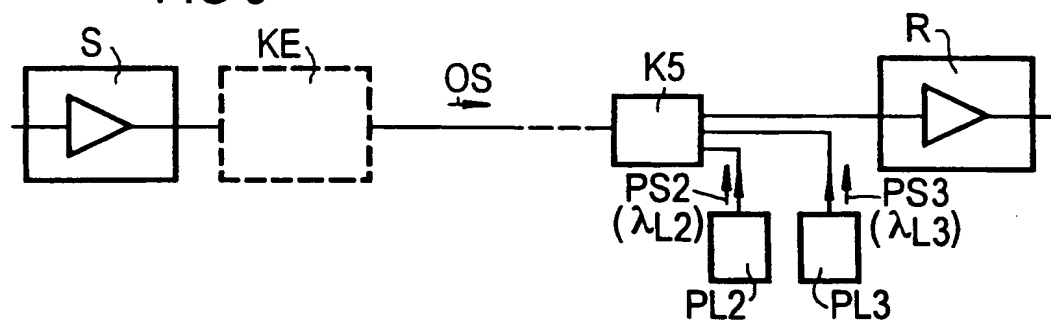 S
KE
OS
K5
R
PS2
(λL2)
PS3
(λL3)
PL2
PL3